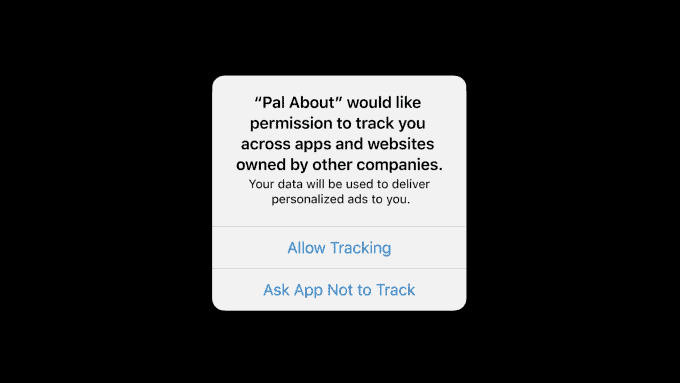 “Pal About” would like
permission to track you
across apps and websites
owned by other companies.
Your data will be used to deliver
personalized ads to you.
Allow Tracking
Ask App Not to Track